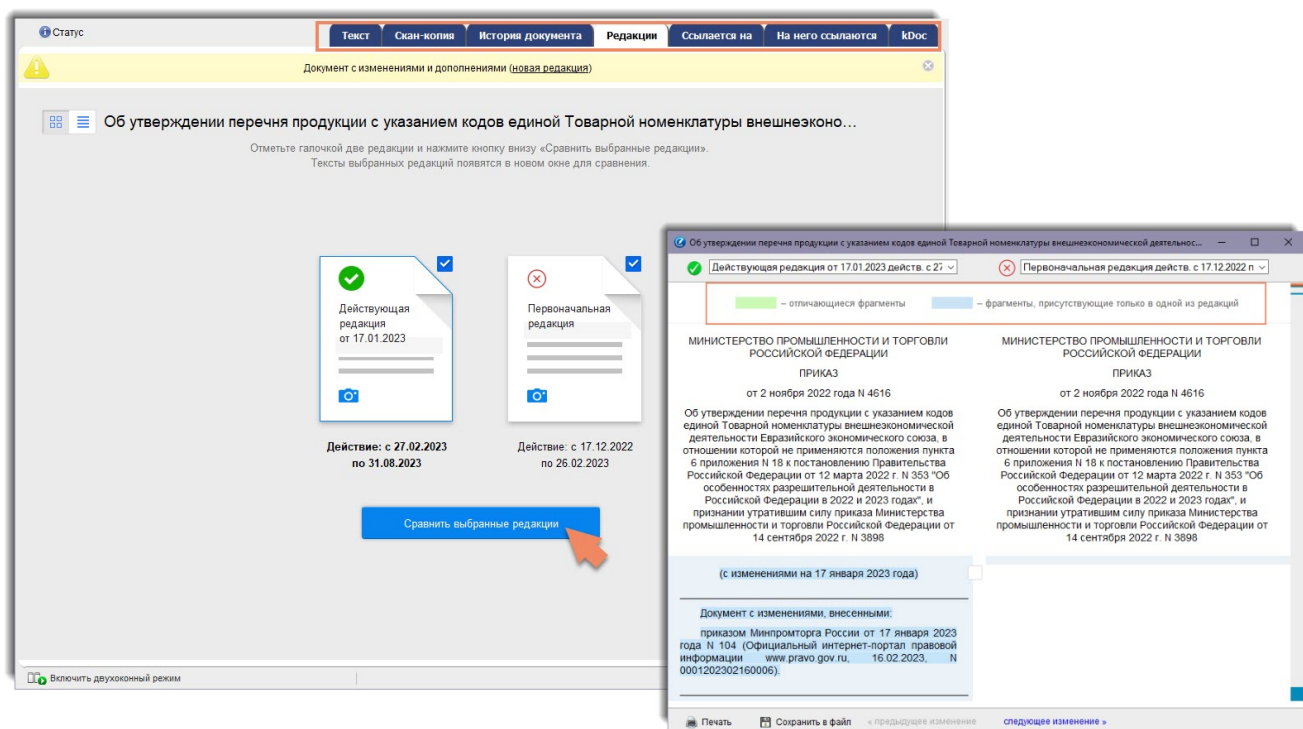 Статус
Текст
Скан-копия
История документа
Редакции
Ссылается на
На него ссылаются
kDoc
Документ с изменениями и дополнениями (новая редакция)
Об утверждении перечня продукции с указанием кодов единой Товарной номенклатуры внешнеэконо...
Отметьте галочкой две редакции и нажмите кнопку внизу «Сравнить выбранные редакции».
Тексты выбранных редакций появятся в новом окне для сравнения.
Действующая
редакция
от 17.01.2023
Действие: с 27.02.2023
по 31.08.2023
Первоначальная
редакция
Действие: с 17.12.2022
по 26.02.2023
Сравнить выбранные редакции
Включить двухоконный режим
Об утверждении перечня продукции с указанием кодов единой Товарной номенклатуры внешнеэкономической деятельнос...
Действующая редакция от 17.01.2023 действ. с 27
Первоначальная редакция действ. с 17.12.2022 п
– отличающиеся фрагменты
– фрагменты, присутствующие только в одной из редакций
МИНИСТЕРСТВО ПРОМЫШЛЕННОСТИ И ТОРГОВЛИ
РОССИЙСКОЙ ФЕДЕРАЦИИ
ПРИКАЗ
от 2 ноября 2022 года N 4616
Об утверждении перечня продукции с указанием кодов
единой Товарной номенклатуры внешнеэкономической
деятельности Евразийского экономического союза, в
отношении которой не применяются положения пункта
6 приложения N 18 к постановлению Правительства
Российской Федерации от 12 марта 2022 г. N 353 "Об
особенностях разрешительной деятельности в
Российской Федерации в 2022 и 2023 годах", и
признании утратившим силу приказа Министерства
промышленности и торговли Российской Федерации от
14 сентября 2022 г. N 3898
(с изменениями на 17 января 2023 года)
Документ с изменениями, внесенными:
приказом Минпромторга России от 17 января 2023
года N 104 (Официальный интернет-портал правовой
информации www.pravo.gov.ru, 16.02.2023, N
0001202302160006).
МИНИСТЕРСТВО ПРОМЫШЛЕННОСТИ И ТОРГОВЛИ
РОССИЙСКОЙ ФЕДЕРАЦИИ
ПРИКАЗ
от 2 ноября 2022 года N 4616
Об утверждении перечня продукции с указанием кодов
единой Товарной номенклатуры внешнеэкономической
деятельности Евразийского экономического союза, в
отношении которой не применяются положения пункта
6 приложения N 18 к постановлению Правительства
Российской Федерации от 12 марта 2022 г. N 353 "Об
особенностях разрешительной деятельности в
Российской Федерации в 2022 и 2023 годах", и
признании утратившим силу приказа Министерства
промышленности и торговли Российской Федерации от
14 сентября 2022 г. N 3898
Печать
Сохранить в файл
« предыдущее изменение
следующее изменение »